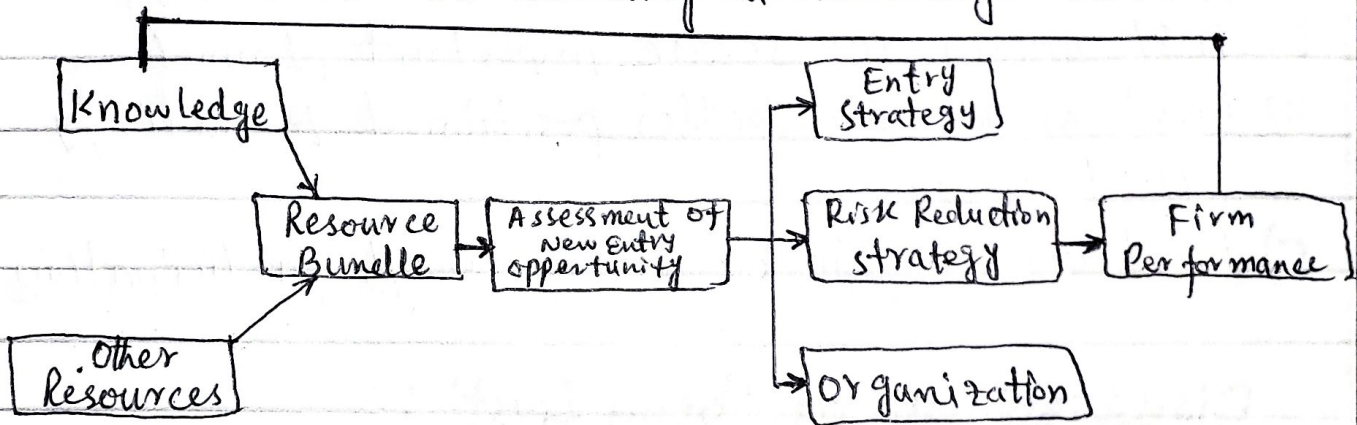 Knowledge
Entry
strategy
Resource
Bundle
Assessment of
New Entry
oppertunity
Risk Reduction
strategy
Firm
Performance
Other
Resources
Organization